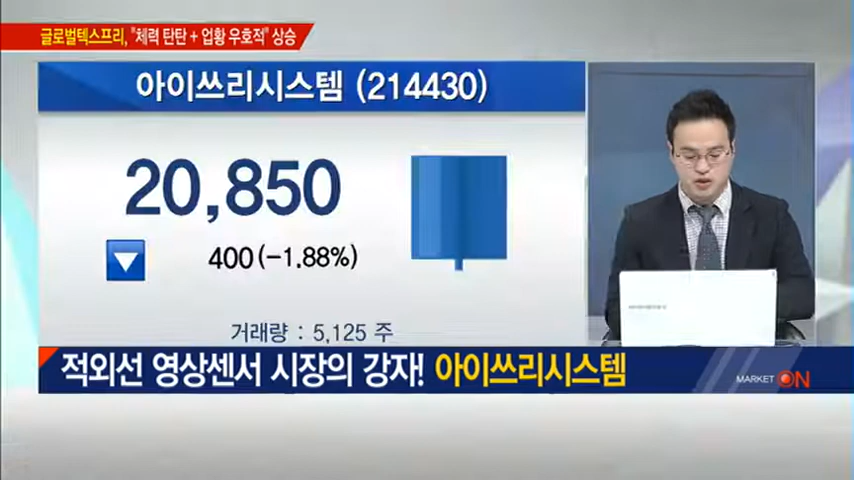 글로벌텍스프리, "체력 탄탄 + 업황 우호적" 상승
아이쓰리시스템 (214430)
20,850
400 (-1.88%)
거래량 : 5,125 주
적외선 영상센서 시장의 강자! 아이쓰리시스템
MARKET ON